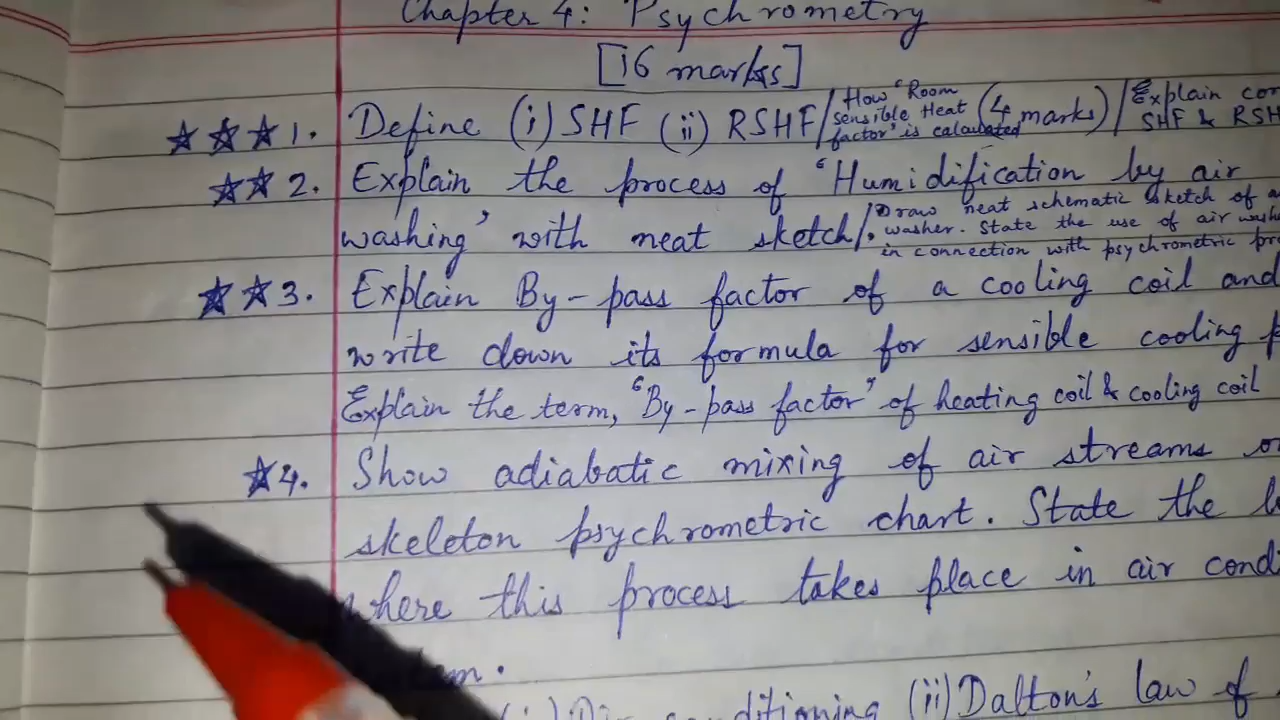 Chapter 4: Psychrometry
[16 marks]
★★★ 1. Define (i) SHF (ii) RSHF / How 'Room sensible Heat factor' is calculated (4 marks) / Explain SHF & RSH
★★ 2. Explain the process of 'Humidification by air
washing' with neat sketch /. Draw neat schematic sketch of
washer. State the use of air
in connection with psychrometric
★★ 3. Explain By-pass factor of a cooling coil and
write down its formula for sensible cooling
Explain the term, "By-pass factor" of heating coil & cooling coil
★ 4. Show adiabatic mixing of air streams
skeleton psychrometric chart. State the
where this process takes place in air
(ii) Dalton's law of